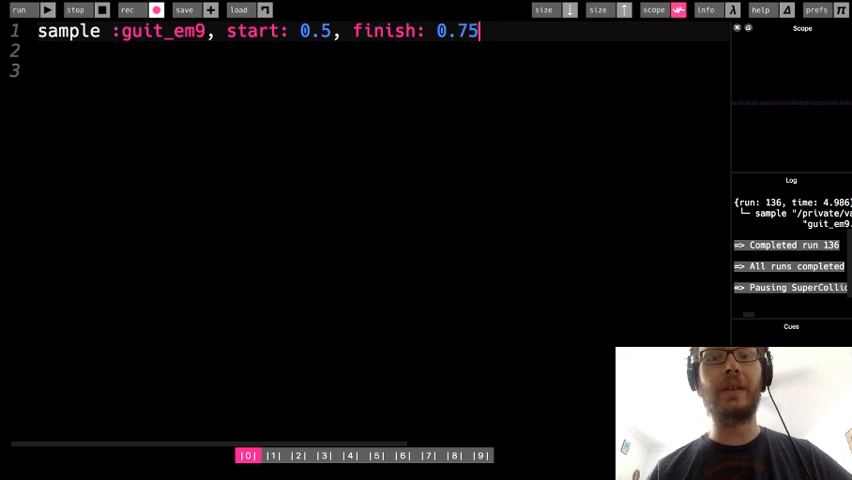 run stop rec save load size size scope info help prefs
1 sample :guit_em9, start: 0.5, finish: 0.75
2
3
Scope
Log
{run: 136, time: 4.986}
└─ sample "/private/va
"guit_em9.
=> Completed run 136
=> All runs completed
=> Pausing SuperCollid
Cues
|0| |1| |2| |3| |4| |5| |6| |7| |8| |9|